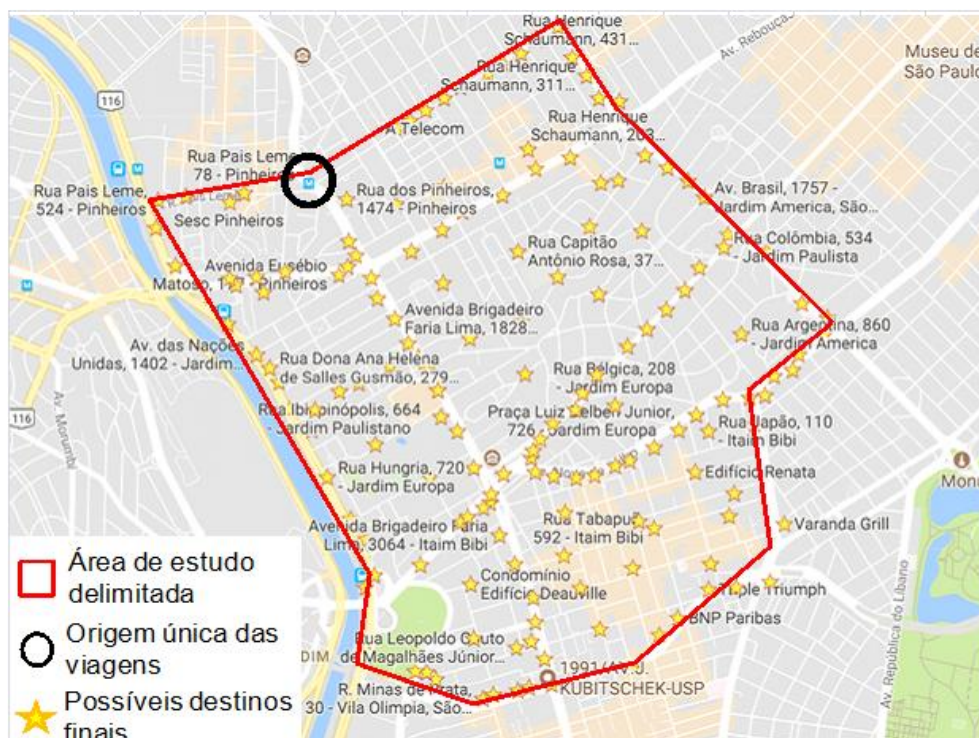 Rua Henrique
Schaumann, 431...
Av. Rebouças
Museu de
São Paulo
116
Rua Henrique
Schaumann, 311...
A Telecom
Rua Henrique
Schaumann, 203...
Rua Pais Leme
78 - Pinheiros
Rua Pais Leme,
524 - Pinheiros
Sesc Pinheiros
Rua dos Pinheiros,
1474 - Pinheiros
Av. Brasil, 1757 -
Jardim America, São...
Rua Colômbia, 534
- Jardim Paulista
Rua Capitão
Antônio Rosa, 37...
Avenida Eusébio
Matoso, - Pinheiros
Avenida Brigadeiro
Faria Lima, 1828...
Rua Argentina, 860
- Jardim America
Av. das Nações
Unidas, 1402 - Jardim...
Rua Dona Ana Helena
de Salles Gusmão, 279...
Rua Bélgica, 208
- Jardim Europa
Av. Morumbi
116
Rua Ibiapinópolis, 664
- Jardim Paulistano
Praça Luiz Jelben Junior,
726 - Jardim Europa
Rua Japão, 110
- Itaim Bibi
Rua Hungria, 720
- Jardim Europa
Edifício Renata
Monu
Avenida Brigadeiro Faria
Lima, 3064 - Itaim Bibi
Rua Tabapuã
592 - Itaim Bibi
Varanda Grill
Condomínio
Edifício Deauville
Triple Triumph
BNP Paribas
Av. República do Líbano
Rua Leopoldo Couto
de Magalhães Júnior...
DIM
1991/AV.J.
KUBITSCHEK-USP
R. Minas de Prata,
30 - Vila Olimpia, São...
Área de estudo
delimitada
Origem única das
viagens
Possíveis destinos
finais